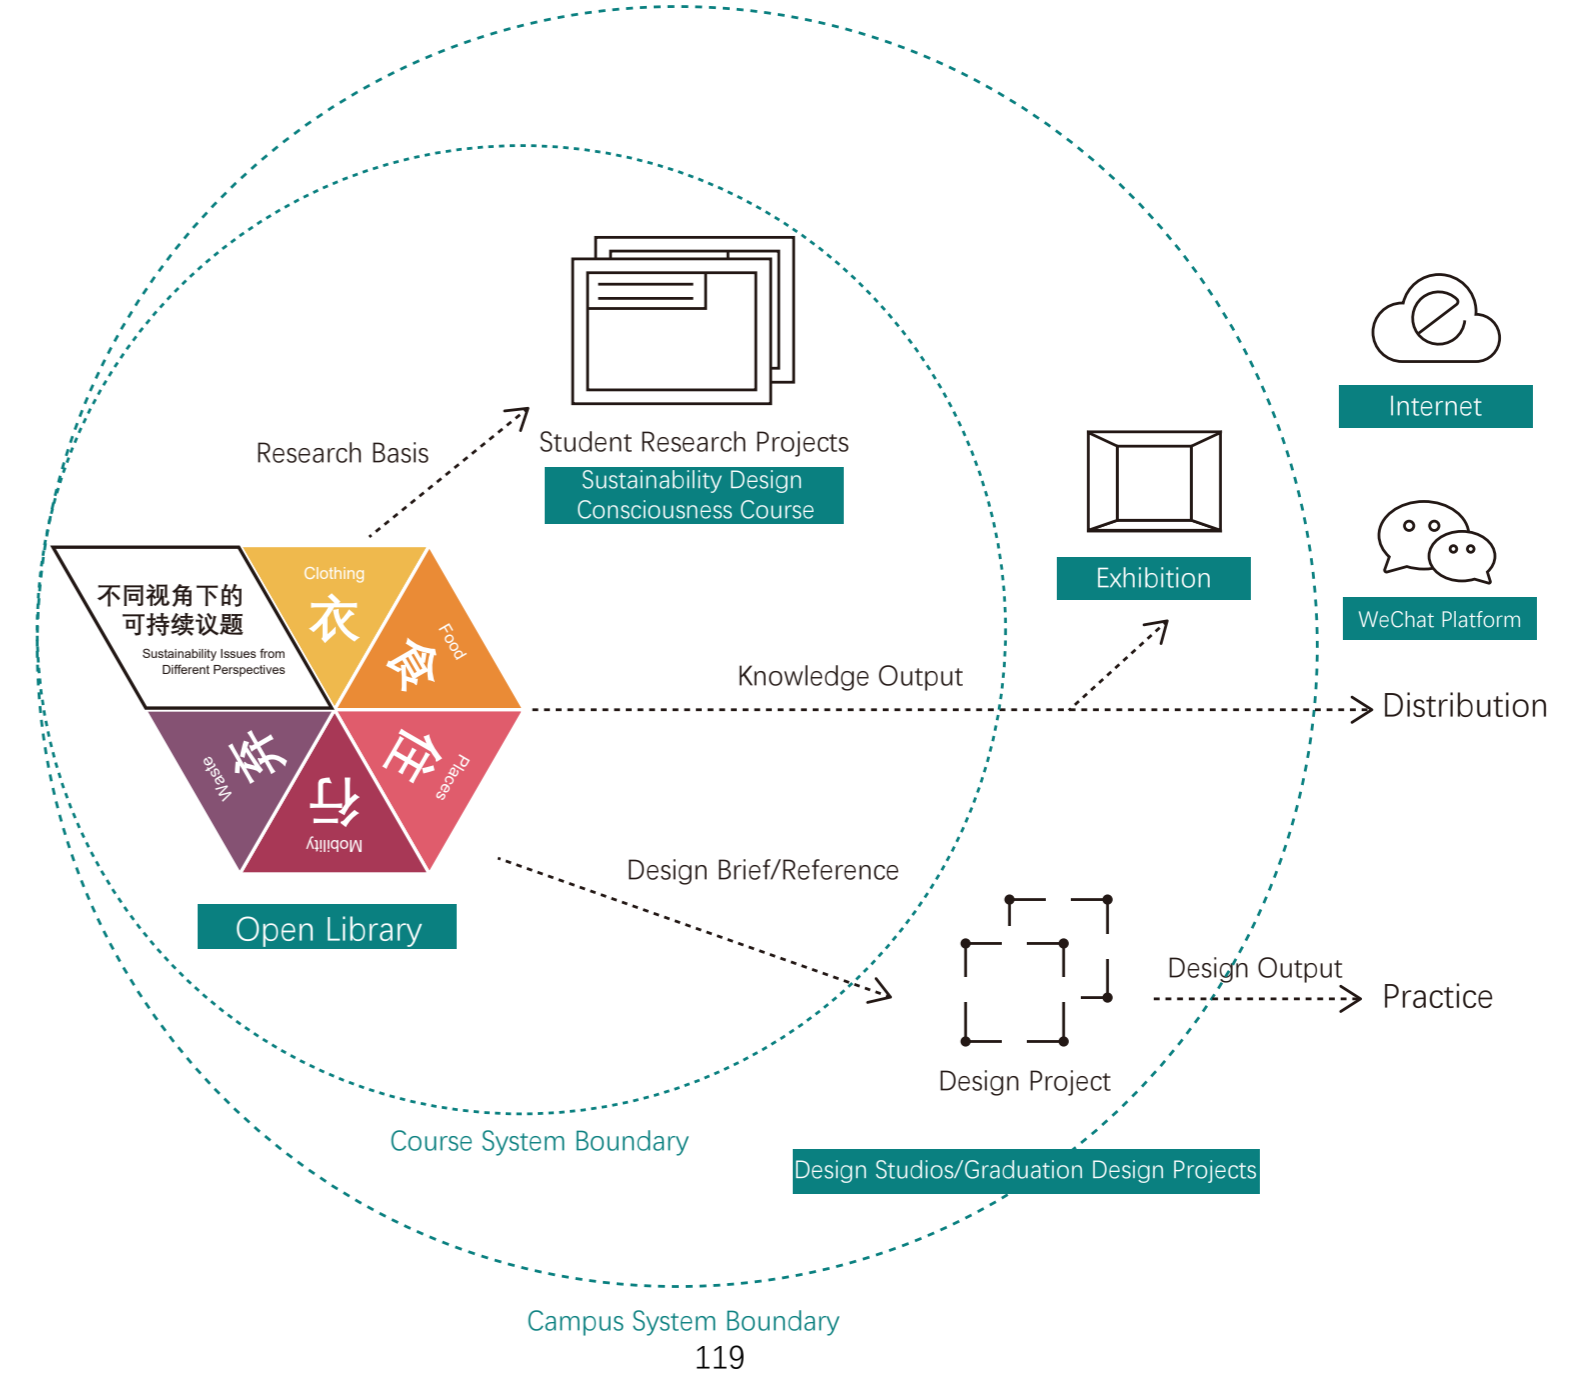 Internet
Research Basis
Student Research Projects
Sustainability Design
Consciousness Course
Exhibition
WeChat Platform
不同视角下的
可持续议题
Sustainability Issues from
Different Perspectives
Clothing
衣
Food
食
Places
住
Mobility
行
Waste
弃
Open Library
Knowledge Output
Distribution
Design Brief/Reference
Design Output
Practice
Design Project
Course System Boundary
Design Studios/Graduation Design Projects
Campus System Boundary
119